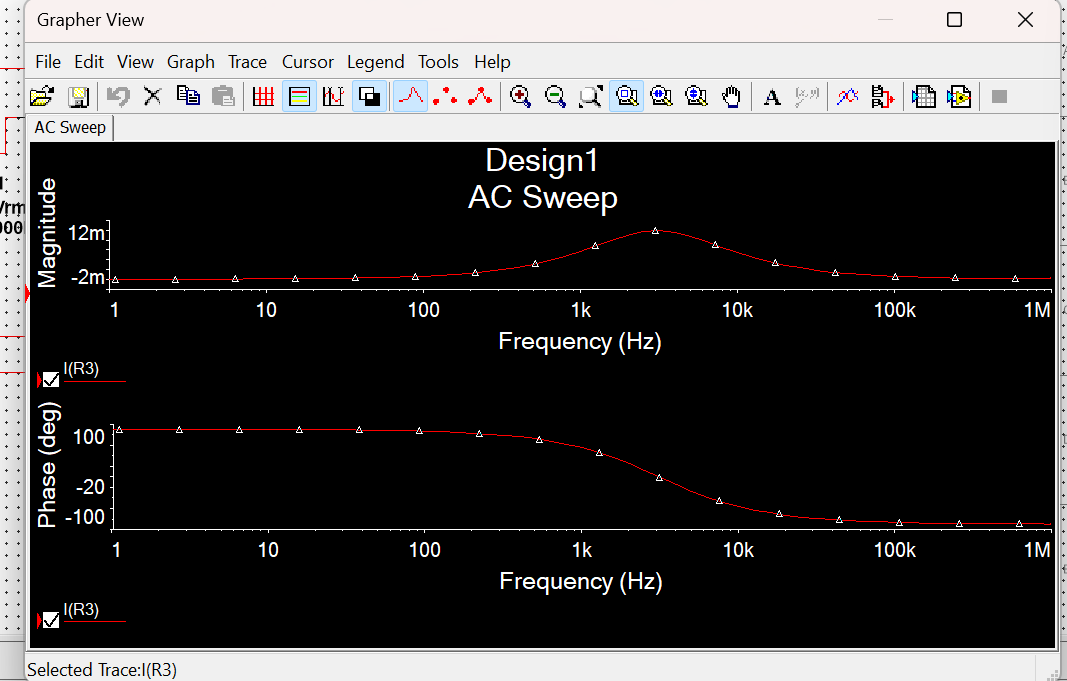 Grapher View
File Edit View Graph Trace Cursor Legend Tools Help
A
AC Sweep
Design1
AC Sweep
Magnitude
12m
-2m
1 10 100 1k 10k 100k 1M
Frequency (Hz)
I(R3)
Phase (deg)
100
-20
-100
1 10 100 1k 10k 100k 1M
Frequency (Hz)
I(R3)
Selected Trace:I(R3)